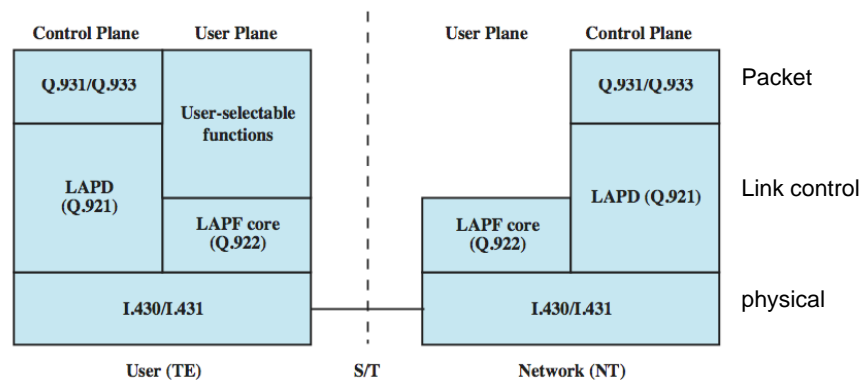 Control Plane
User Plane
User Plane
Control Plane
Q.931/Q.933
User-selectable
functions
Q.931/Q.933
Packet
LAPD
(Q.921)
LAPD (Q.921)
Link control
LAPF core
(Q.922)
LAPF core
(Q.922)
I.430/I.431
I.430/I.431
physical
User (TE)
S/T
Network (NT)